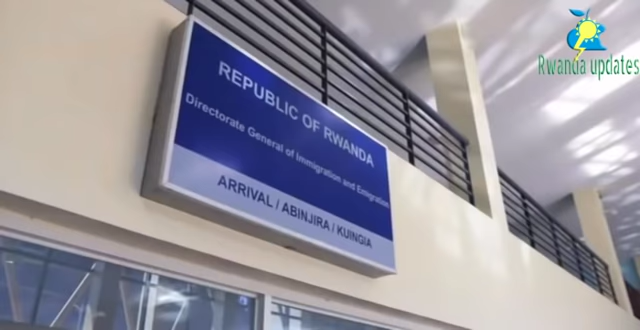 REPUBLIC OF RWANDA
Directorate General of Immigration and Emigration
ARRIVAL / ABINJIRA / KUINGIA
Rwanda updates